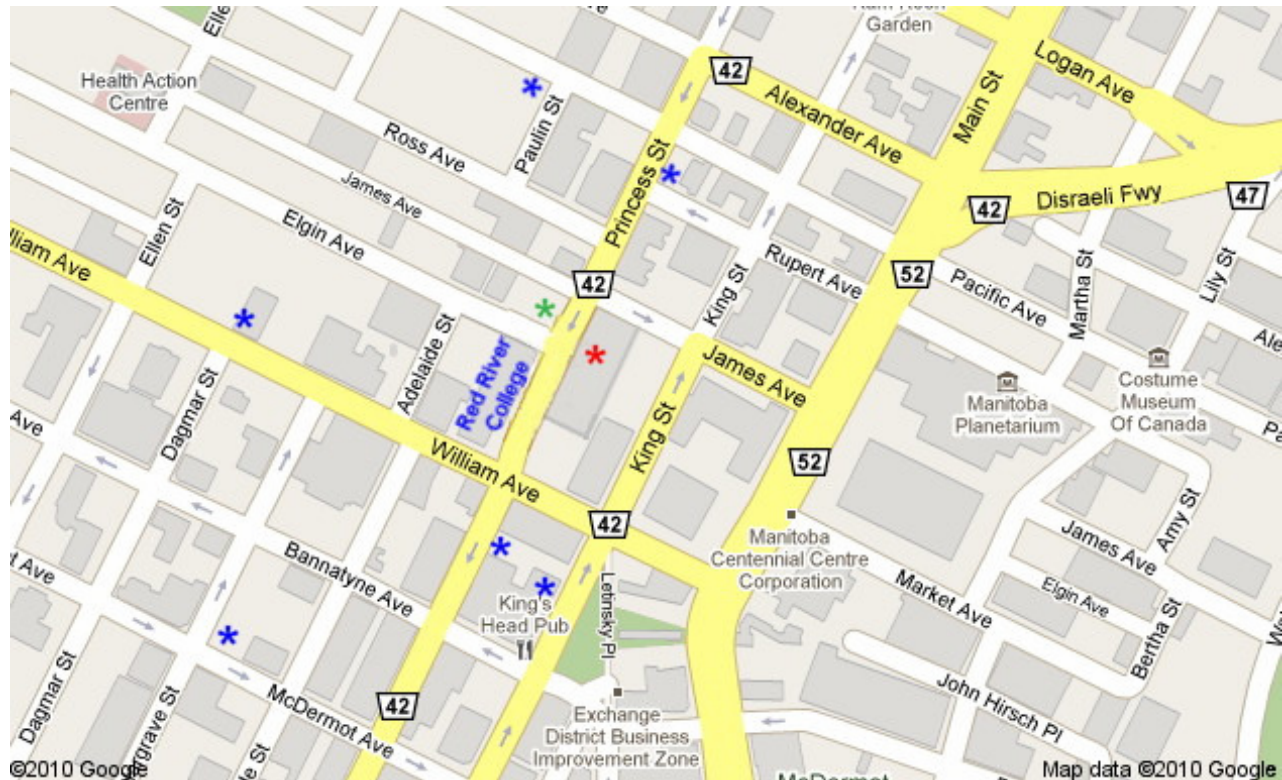 Ram Roon
Garden
Logan Ave
42
Alexander Ave
Main St
Health Action
Centre
Paulin St
Ross Ave
James Ave
Princess St
Disraeli Fwy
42
47
Ellen St
Elgin Ave
42
King St
Rupert Ave
52
Pacific Ave
Martha St
Lily St
William Ave
Adelaide St
Red River
College
James Ave
Manitoba
Planetarium
Costume
Museum
Of Canada
Dagmar St
William Ave
King St
52
42
Manitoba
Centennial Centre
Corporation
Amy St
James Ave
Bannatyne Ave
Letinsky Pl
King's
Head Pub
Market Ave
Elgin Ave
Bertha St
Dagmar St
McDermot Ave
42
Exchange
District Business
Improvement Zone
John Hirsch Pl
McDermot
©2010 Google
Map data ©2010 Google